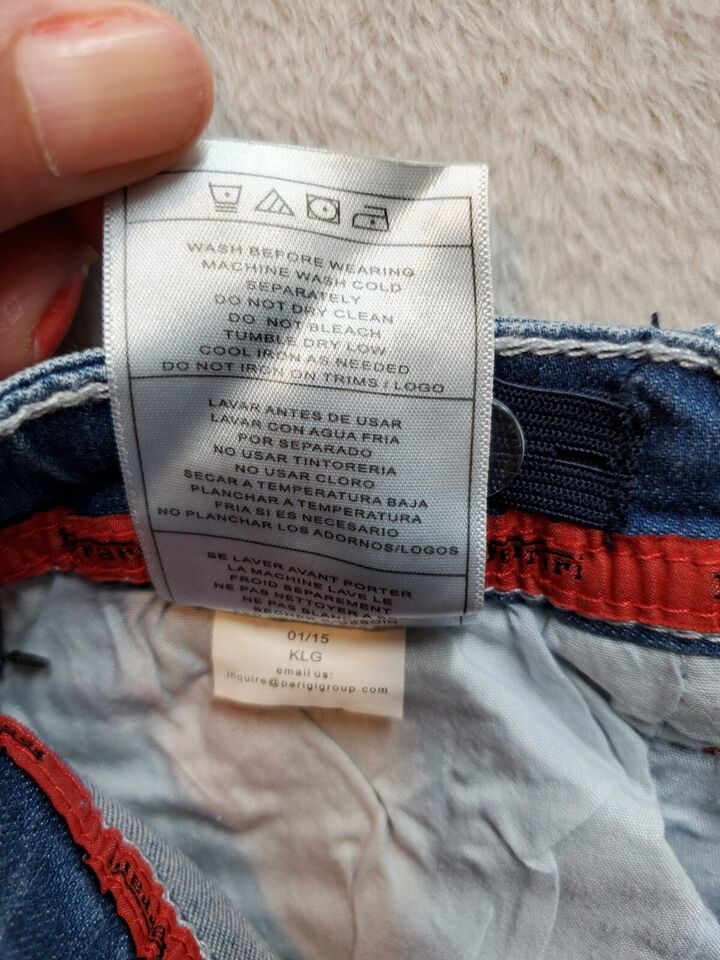 WASH BEFORE WEARING
MACHINE WASH COLD
SEPARATELY
DO NOT DRY CLEAN
DO NOT BLEACH
TUMBLE DRY LOW
COOL IRON AS NEEDED
DO NOT IRON ON TRIMS / LOGO
LAVAR ANTES DE USAR
LAVAR CON AGUA FRIA
POR SEPARADO
NO USAR TINTORERIA
NO USAR CLORO
SECAR A TEMPERATURA BAJA
PLANCHAR A TEMPERATURA
FRIA SI ES NECESARIO
NO PLANCHAR LOS ADORNOS/LOGOS
SE LAVER AVANT PORTER
LA MACHINE LAVE LE
FROID SEPAREMENT
NE PAS NETTOYER A
NE PAS
01/15
KLG
email us:
inquire@parigigroup.com